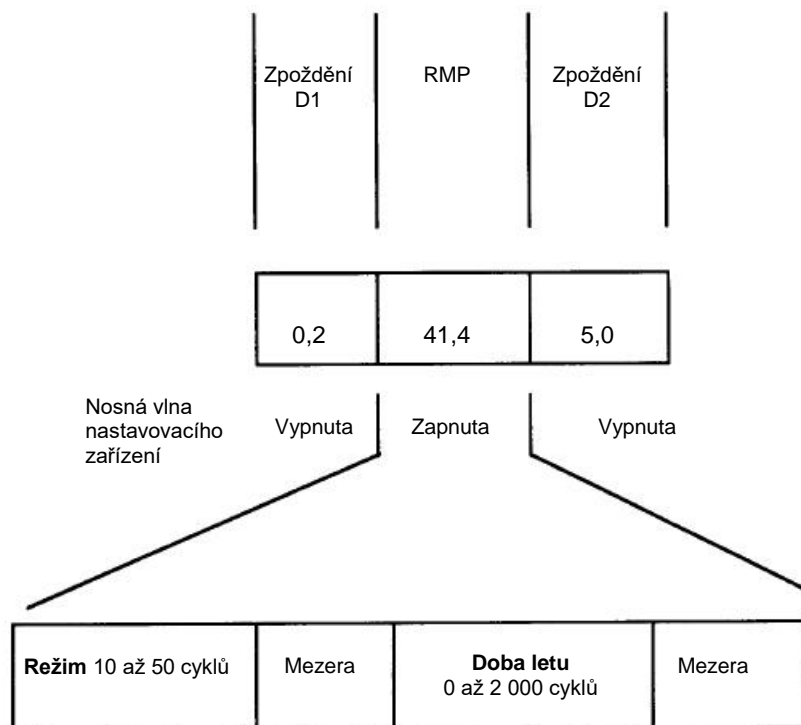 Zpoždění
D1
RMP
Zpoždění
D2
0,2
41,4
5,0
Nosná vlna
nastavovacího
zařízení
Vypnuta
Zapnuta
Vypnuta
Režim 10 až 50 cyklů
Mezera
Doba letu
0 až 2 000 cyklů
Mezera